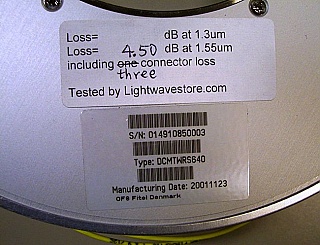 Loss= dB at 1.3um
Loss= 4.50 dB at 1.55um
including one connector loss
three
Tested by Lightwavestore.com
S/N: 014910850003
Type: DCMTWRS640
Manufacturing Date: 20011123
OFS Fitel Denmark